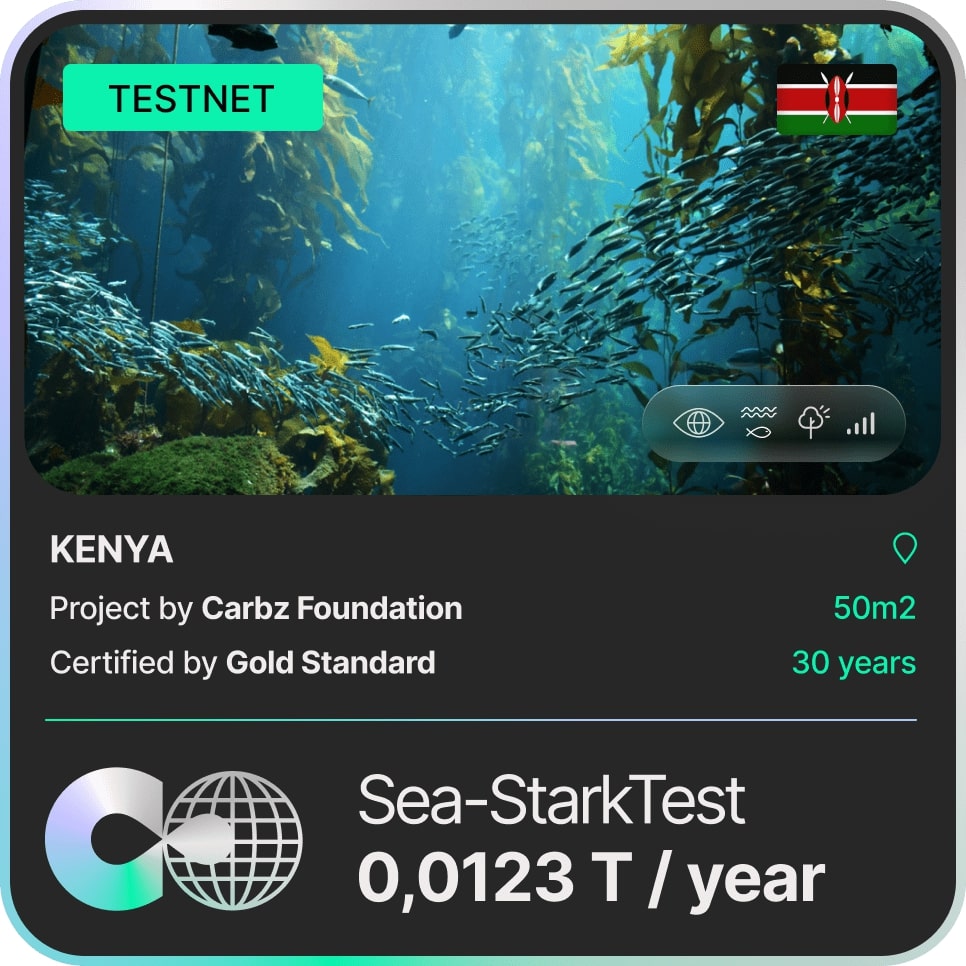 TESTNET
KENYA
Project by Carbz Foundation
50m2
Certified by Gold Standard
30 years
Sea-StarkTest
0,0123 T / year